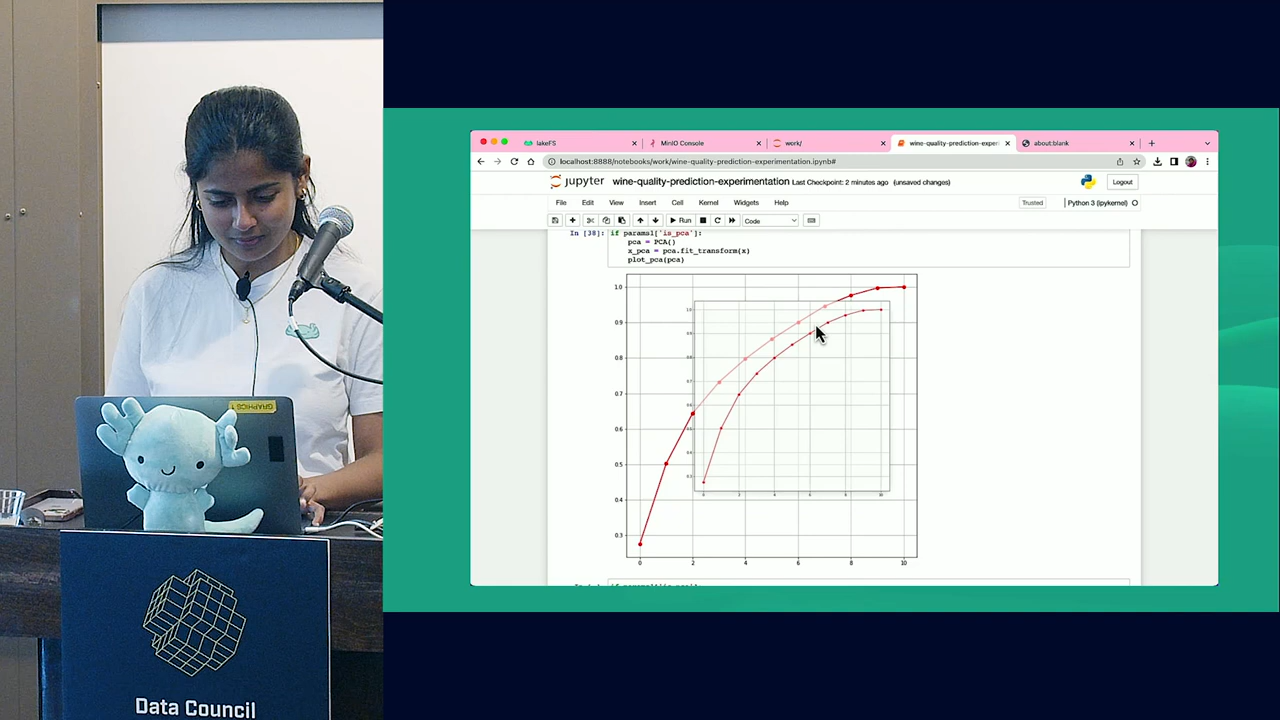 GRAPHICS 1
Data Council
lakeFS
MinIO Console
work/
wine-quality-prediction-exper
about:blank
localhost:8888/notebooks/work/wine-quality-prediction-experimentation.ipynb#
jupyter wine-quality-prediction-experimentation Last Checkpoint: 2 minutes ago (unsaved changes)
Logout
File Edit View Insert Cell Kernel Widgets Help
Trusted
Python 3 (ipykernel)
Run
Code
In [38]: if params1['is_pca']:
pca = PCA()
x_pca = pca.fit_transform(x)
plot_pca(pca)
1.0
0.9
0.8
0.7
0.6
0.5
0.4
0.3
0 2 4 6 8 10